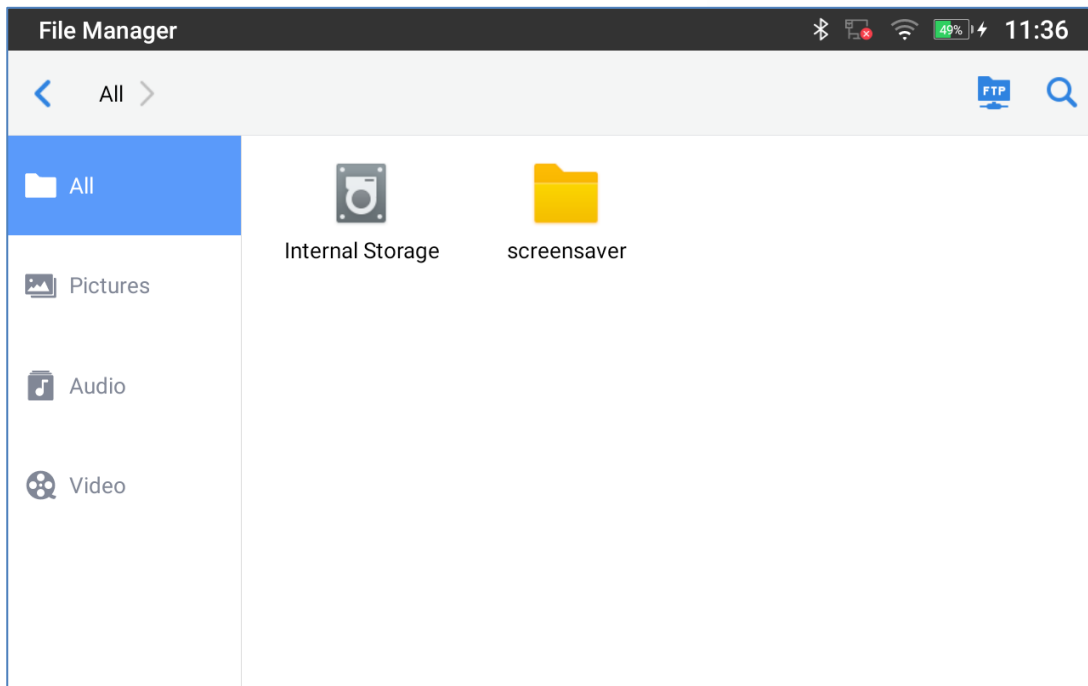 File Manager 49% 11:36
All FTP
All
Internal Storage screensaver
Pictures
Audio
Video